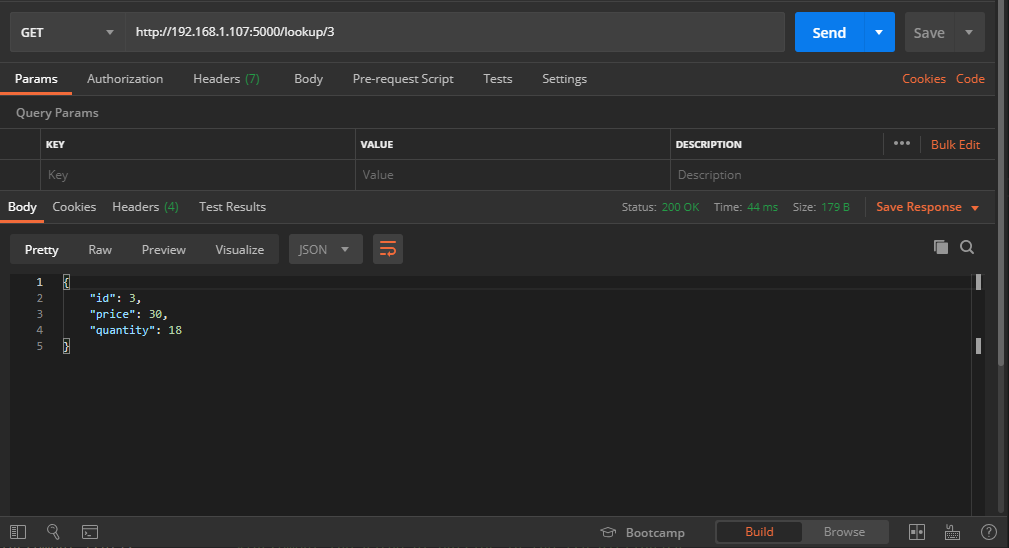 GET http://192.168.1.107:5000/lookup/3 Send Save
Params Authorization Headers (7) Body Pre-request Script Tests Settings Cookies Code
Query Params
KEY VALUE DESCRIPTION ••• Bulk Edit
Key Value Description
Body Cookies Headers (4) Test Results Status: 200 OK Time: 44 ms Size: 179 B Save Response
Pretty Raw Preview Visualize JSON
1 {
2 "id": 3,
3 "price": 30,
4 "quantity": 18
5 }
Bootcamp Build Browse ?